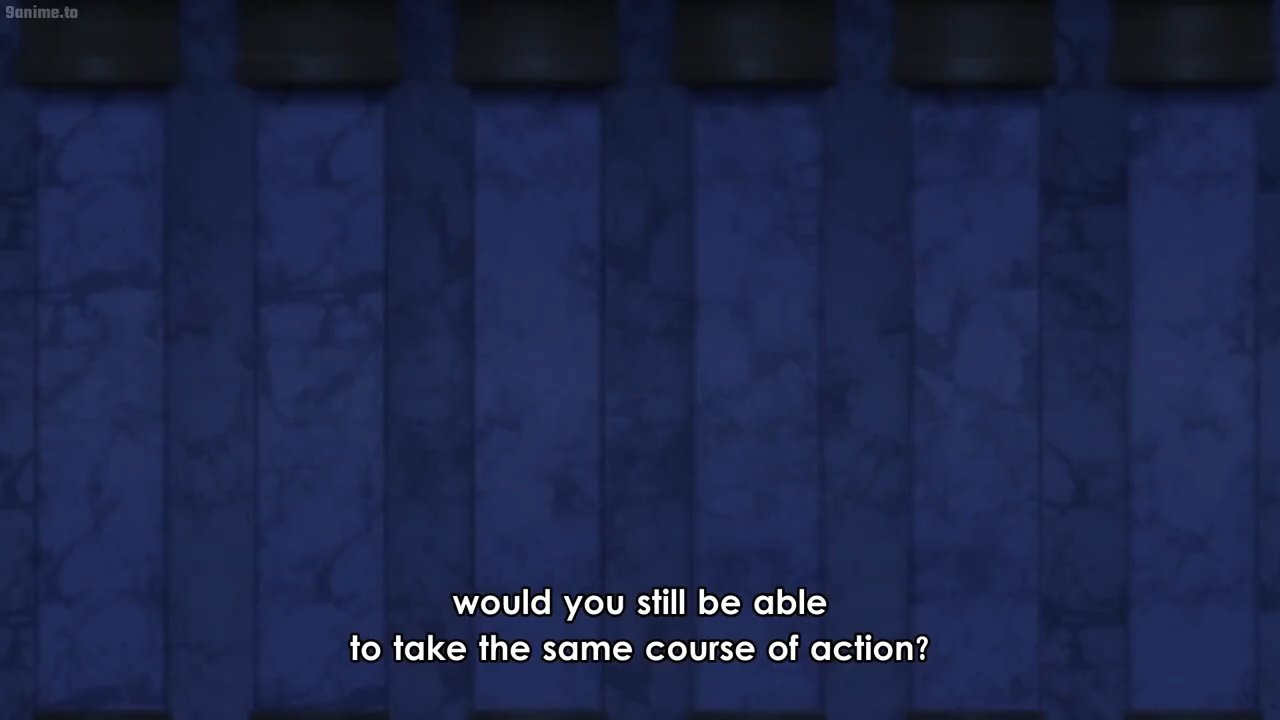 9anime.to
would you still be able
to take the same course of action?